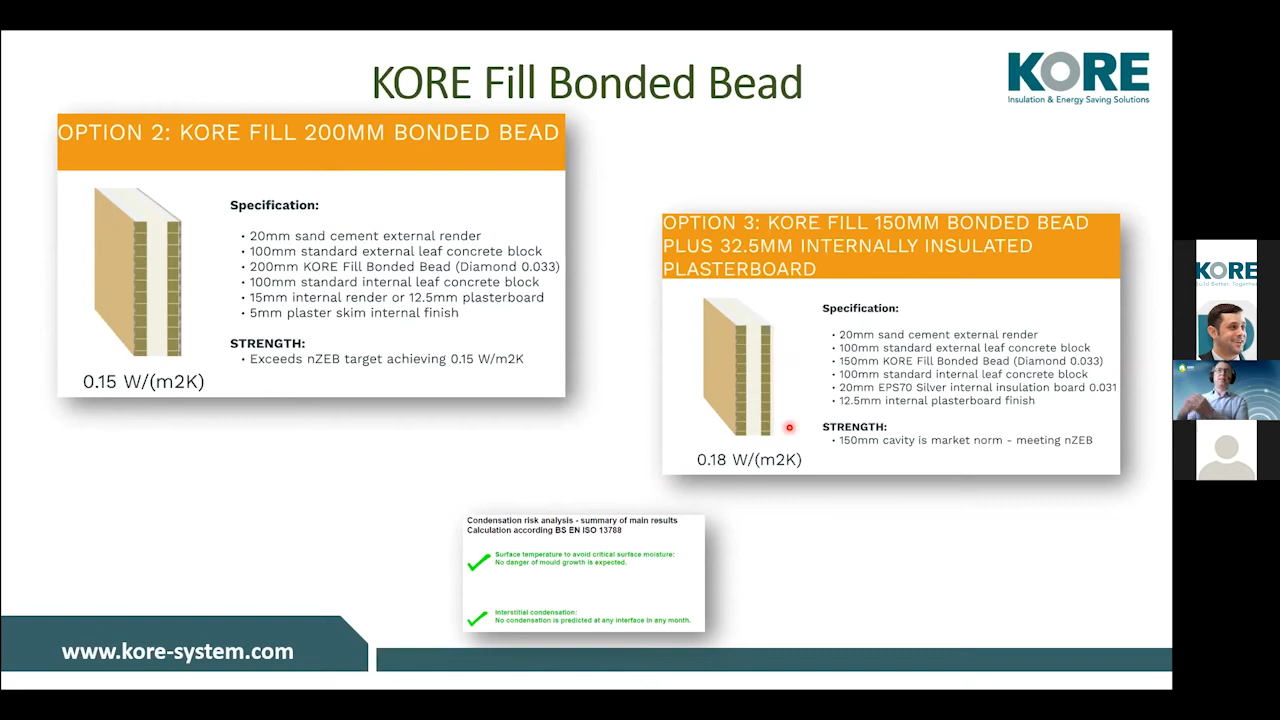 KORE Fill Bonded Bead
KORE
Insulation & Energy Saving Solutions
OPTION 2: KORE FILL 200MM BONDED BEAD
Specification:
• 20mm sand cement external render
• 100mm standard external leaf concrete block
• 200mm KORE Fill Bonded Bead (Diamond 0.033)
• 100mm standard internal leaf concrete block
• 15mm internal render or 12.5mm plasterboard
• 5mm plaster skim internal finish
STRENGTH:
• Exceeds nZEB target achieving 0.15 W/m2K
0.15 W/(m2K)
OPTION 3: KORE FILL 150MM BONDED BEAD
PLUS 32.5MM INTERNALLY INSULATED
PLASTERBOARD
Specification:
• 20mm sand cement external render
• 100mm standard external leaf concrete block
• 150mm KORE Fill Bonded Bead (Diamond 0.033)
• 100mm standard internal leaf concrete block
• 20mm EPS70 Silver internal insulation board 0.031
• 12.5mm internal plasterboard finish
STRENGTH:
• 150mm cavity is market norm - meeting nZEB
0.18 W/(m2K)
Condensation risk analysis - summary of main results
Calculation according BS EN ISO 13788
Surface temperature to avoid critical surface moisture:
No danger of mould growth is expected.
Interstitial condensation:
No condensation is predicted at any interface in any month.
www.kore-system.com
KORE
Build Better. Together